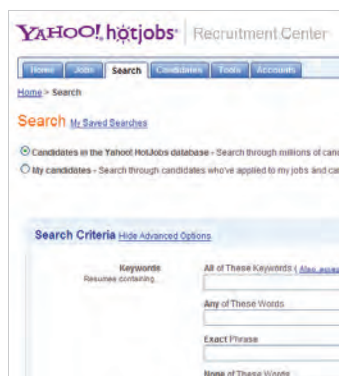 YAHOO! hotjobs Recruitment Center
Home Jobs Search Candidates Tools Accounts
Home > Search
Search My Saved Searches
Candidates in the Yahoo! HotJobs database - Search through millions of cand
My candidates - Search through candidates who've applied to my jobs and ca
Search Criteria Hide Advanced Options
Keywords
Resumes containing
All of These Keywords (
Any of These Words
Exact Phrase
None of These Words